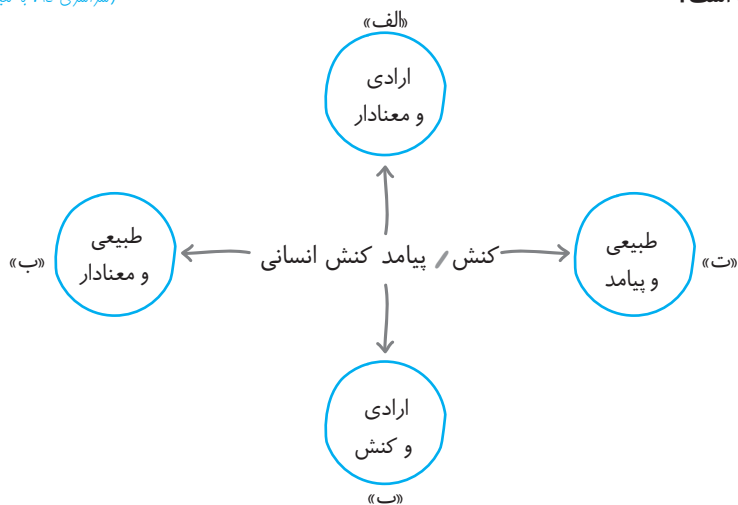 «الف»
ارادی
و معنادار
طبیعی
و معنادار
«ب»
کنش / پیامد کنش انسانی
طبیعی
و پیامد
«ت»
ارادی
و کنش